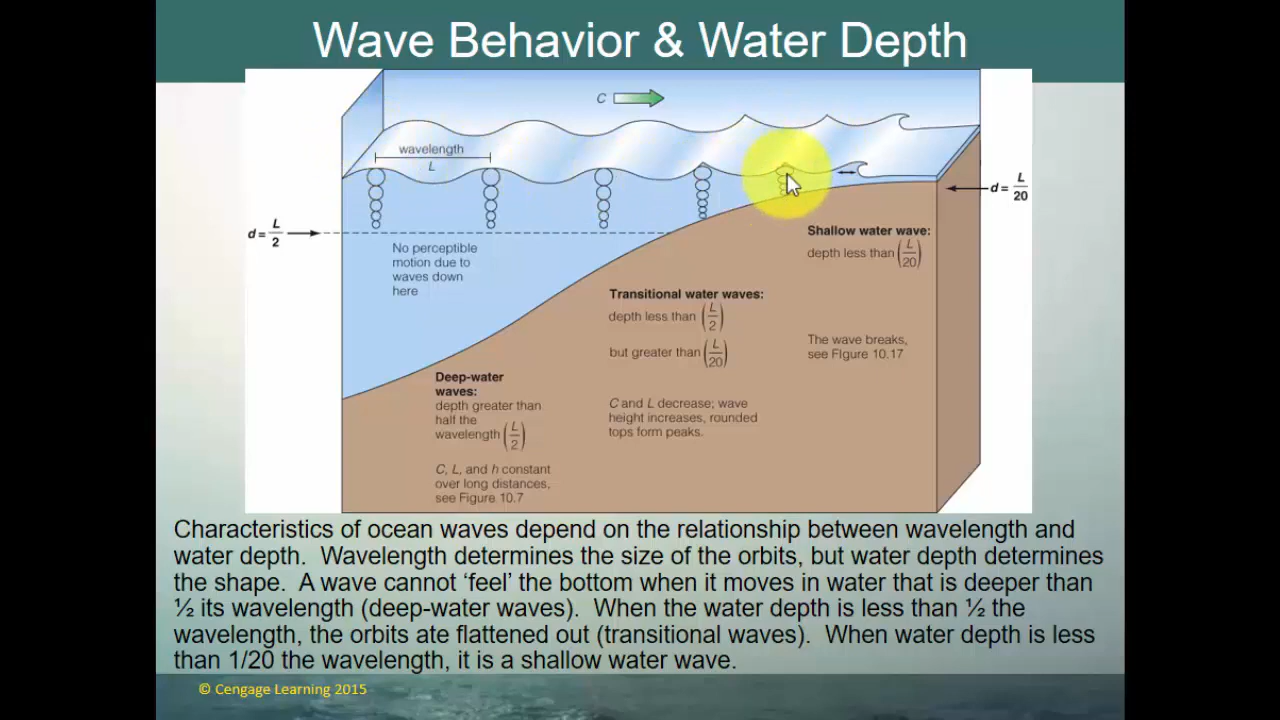 Wave Behavior & Water Depth
C
wavelength
L
d = L/2
d = L/20
No perceptible
motion due to
waves down
here
Shallow water wave:
depth less than (L/20)
Transitional water waves:
depth less than (L/2)
but greater than (L/20)
The wave breaks,
see Figure 10.17
Deep-water
waves:
depth greater than
half the
wavelength (L/2)
C and L decrease; wave
height increases, rounded
tops form peaks.
C, L, and h constant
over long distances,
see Figure 10.7
Characteristics of ocean waves depend on the relationship between wavelength and
water depth. Wavelength determines the size of the orbits, but water depth determines
the shape. A wave cannot ‘feel’ the bottom when it moves in water that is deeper than
½ its wavelength (deep-water waves). When the water depth is less than ½ the
wavelength, the orbits ate flattened out (transitional waves). When water depth is less
than 1/20 the wavelength, it is a shallow water wave.
© Cengage Learning 2015